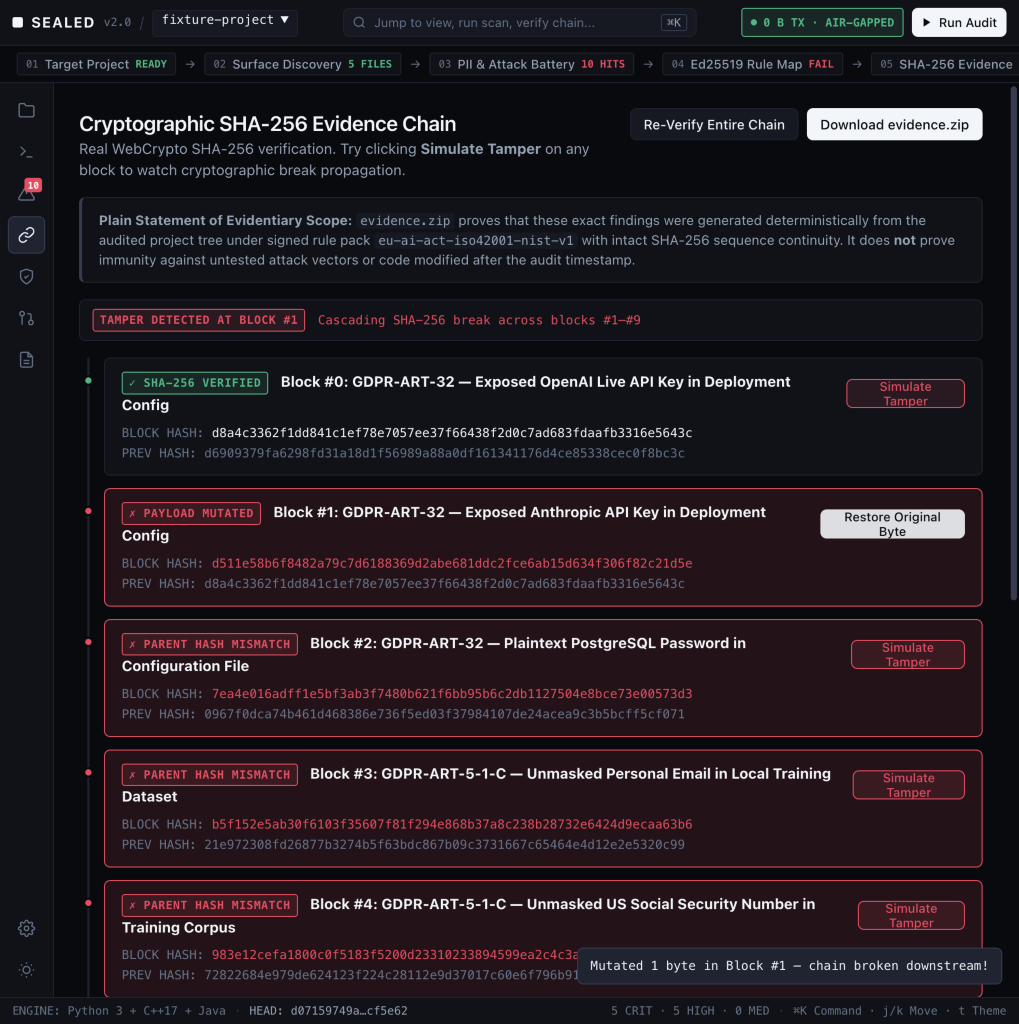 SEALED v2.0 / fixture-project ▼ Jump to view, run scan, verify chain... ⌘K ● 0 B TX · AIR-GAPPED ▶ Run Audit
01 Target Project READY → 02 Surface Discovery 5 FILES → 03 PII & Attack Battery 10 HITS → 04 Ed25519 Rule Map FAIL → 05 SHA-256 Evidence
10
Cryptographic SHA-256 Evidence Chain
Re-Verify Entire Chain
Download evidence.zip
Real WebCrypto SHA-256 verification. Try clicking Simulate Tamper on any
block to watch cryptographic break propagation.
Plain Statement of Evidentiary Scope: evidence.zip proves that these exact findings were generated deterministically from the
audited project tree under signed rule pack eu-ai-act-iso42001-nist-v1 with intact SHA-256 sequence continuity. It does not prove
immunity against untested attack vectors or code modified after the audit timestamp.
TAMPER DETECTED AT BLOCK #1 Cascading SHA-256 break across blocks #1–#9
✓ SHA-256 VERIFIED Block #0: GDPR-ART-32 — Exposed OpenAI Live API Key in Deployment
Config
Simulate
Tamper
BLOCK HASH: d8a4c3362f1dd841c1ef78e7057ee37f66438f2d0c7ad683fdaafb3316e5643c
PREV HASH: d6909379fa6298fd31a18d1f56989a88a0df161341176d4ce85338cec0f8bc3c
✗ PAYLOAD MUTATED Block #1: GDPR-ART-32 — Exposed Anthropic API Key in Deployment
Config
Restore Original
Byte
BLOCK HASH: d511e58b6f8482a79c7d6188369d2abe681ddc2fce6ab15d634f306f82c21d5e
PREV HASH: d8a4c3362f1dd841c1ef78e7057ee37f66438f2d0c7ad683fdaafb3316e5643c
✗ PARENT HASH MISMATCH Block #2: GDPR-ART-32 — Plaintext PostgreSQL Password in
Configuration File
Simulate
Tamper
BLOCK HASH: 7ea4e016adff1e5bf3ab3f7480b621f6bb95b6c2db1127504e8bce73e00573d3
PREV HASH: 0967f0dca74b461d468386e736f5ed03f37984107de24acea9c3b5bcff5cf071
✗ PARENT HASH MISMATCH Block #3: GDPR-ART-5-1-C — Unmasked Personal Email in Local Training
Dataset
Simulate
Tamper
BLOCK HASH: b5f152e5ab30f6103f35607f81f294e868b37a8c238b28732e6424d9ecaa63b6
PREV HASH: 21e972308fd26877b3274b5f63bdc867b09c3731667c65464e4d12e2e5320c99
✗ PARENT HASH MISMATCH Block #4: GDPR-ART-5-1-C — Unmasked US Social Security Number in
Training Corpus
Simulate
Tamper
BLOCK HASH: 983e12cefa1800c0f5183f5200d23310233894599ea2c4c3a
PREV HASH: 72822684e979de624123f224c28112e9d37017c60e6f796b91
Mutated 1 byte in Block #1 — chain broken downstream!
ENGINE: Python 3 + C++17 + Java · HEAD: d07159749a…cf5e62 5 CRIT · 5 HIGH · 0 MED · ⌘K Command · j/k Move · t Theme